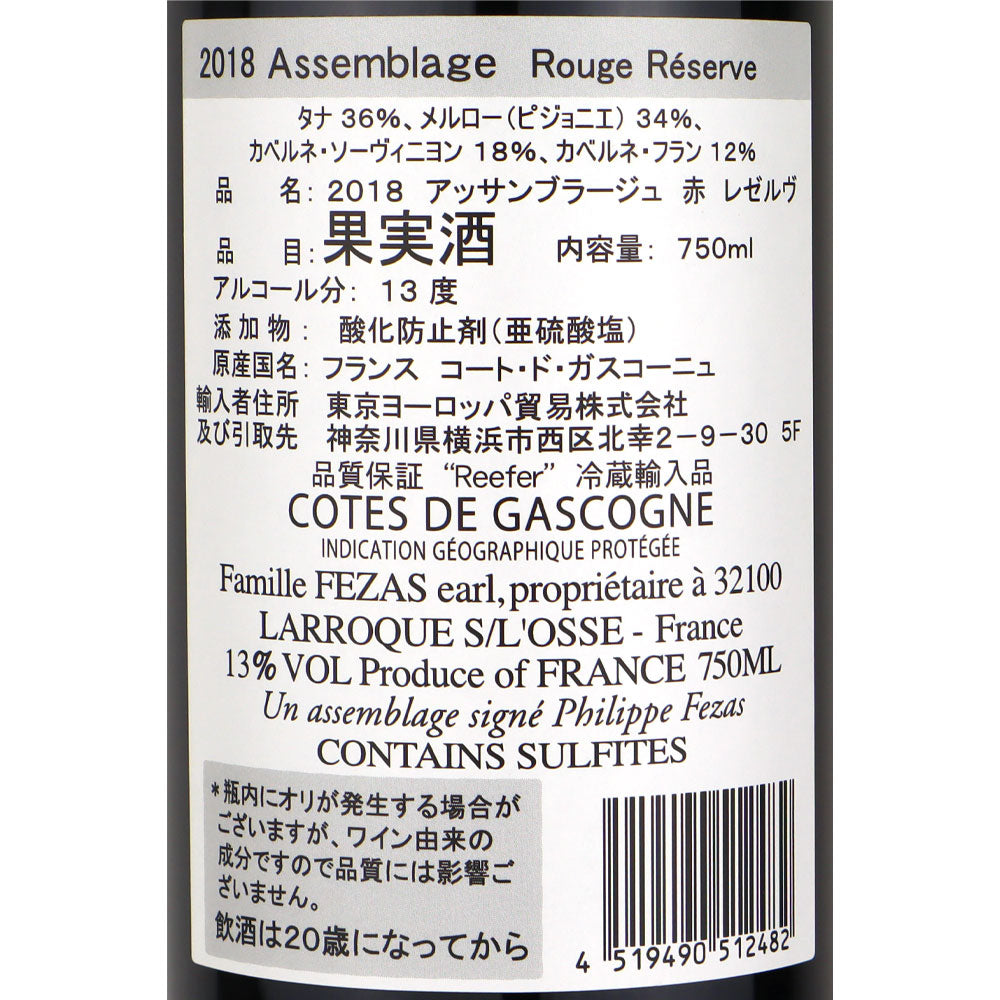 2018 Assemblage Rouge Réserve
タナ 36%、メルロー（ピジョニエ） 34%、
カベルネ・ソーヴィニヨン 18%、カベルネ・フラン 12%
品 名: 2018 アッサンブラージュ 赤 レゼルヴ
品 目: 果実酒 内容量: 750ml
アルコール分: 13 度
添加物: 酸化防止剤（亜硫酸塩）
原産国名: フランス コート・ド・ガスコーニュ
輸入者住所 東京ヨーロッパ貿易株式会社
及び引取先 神奈川県横浜市西区北幸2－9－30 5F
品質保証 “Reefer” 冷蔵輸入品
COTES DE GASCOGNE
INDICATION GÉOGRAPHIQUE PROTÉGÉE
Famille FEZAS earl, propriétaire à 32100
LARROQUE S/L'OSSE - France
13% VOL Produce of FRANCE 750ML
Un assemblage signé Philippe Fezas
CONTAINS SULFITES
*瓶内にオリが発生する場合が
ございますが、ワイン由来の
成分ですので品質には影響ご
ざいません。
飲酒は20歳になってから
4 519490 512482